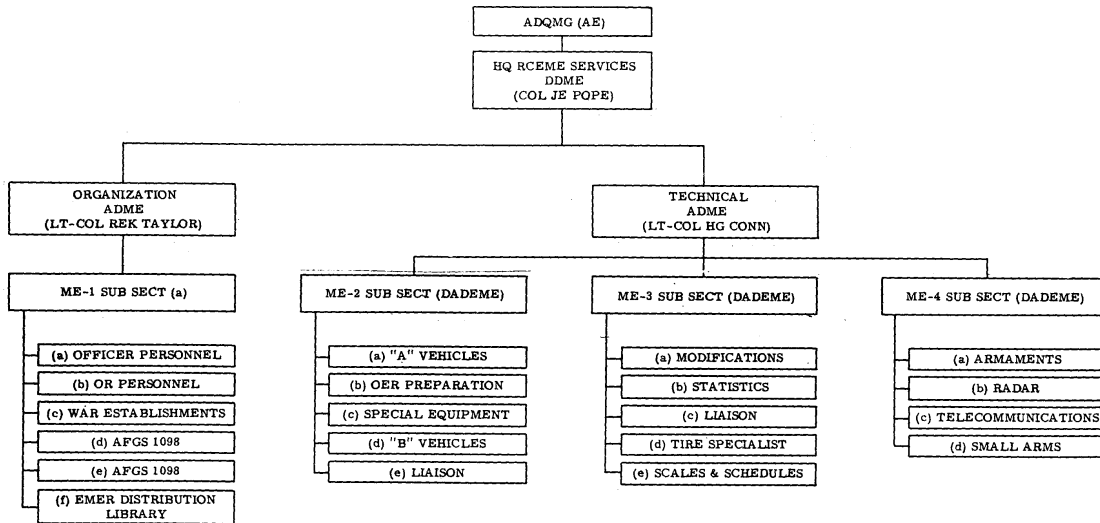 ADQMG (AE)
HQ RCEME SERVICES
DDME
(COL JE POPE)
ORGANIZATION
ADME
(LT-COL REK TAYLOR)
TECHNICAL
ADME
(LT-COL HG CONN)
ME-1 SUB SECT (a)
(a) OFFICER PERSONNEL
(b) OR PERSONNEL
(c) WAR ESTABLISHMENTS
(d) AFGS 1098
(e) AFGS 1098
(f) EMER DISTRIBUTION
LIBRARY
ME-2 SUB SECT (DADEME)
(a) "A" VEHICLES
(b) OER PREPARATION
(c) SPECIAL EQUIPMENT
(d) "B" VEHICLES
(e) LIAISON
ME-3 SUB SECT (DADEME)
(a) MODIFICATIONS
(b) STATISTICS
(c) LIAISON
(d) TIRE SPECIALIST
(e) SCALES & SCHEDULES
ME-4 SUB SECT (DADEME)
(a) ARMAMENTS
(b) RADAR
(c) TELECOMMUNICATIONS
(d) SMALL ARMS